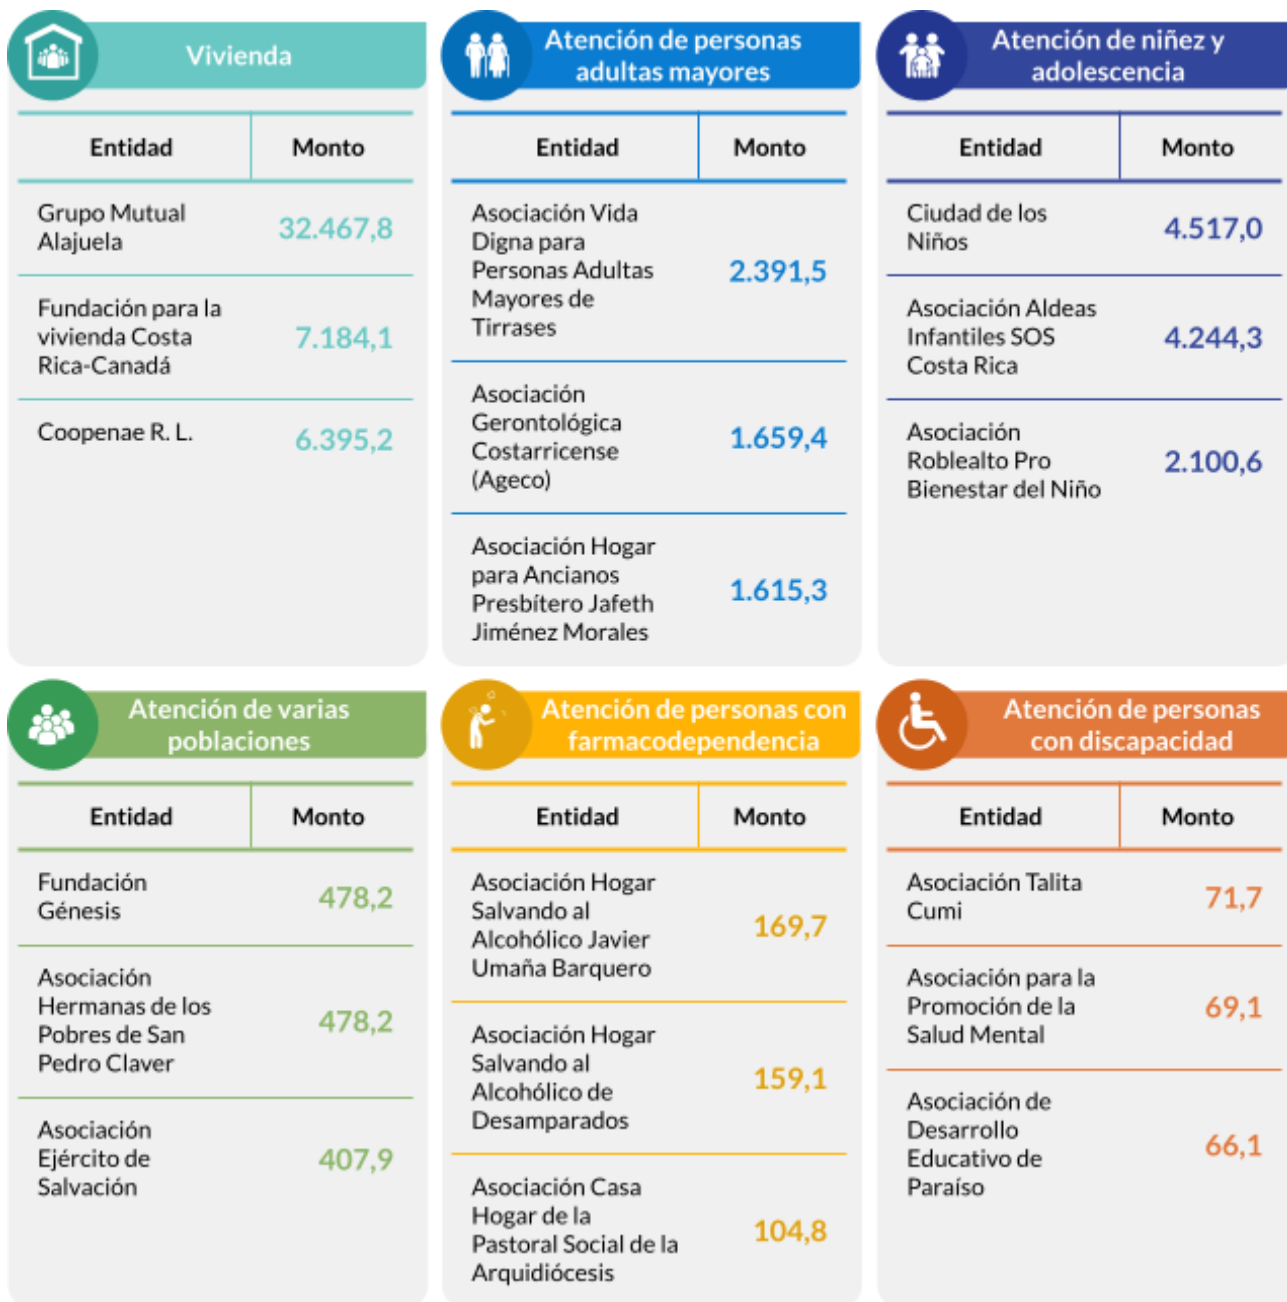 Vivienda
Entidad Monto
Grupo Mutual
Alajuela
32.467,8
Fundación para la
vivienda Costa
Rica-Canadá
7.184,1
Coopenae R. L.
6.395,2
Atención de personas
adultas mayores
Entidad Monto
Asociación Vida
Digna para
Personas Adultas
Mayores de
Tirrases
2.391,5
Asociación
Gerontológica
Costarricense
(Ageco)
1.659,4
Asociación Hogar
para Ancianos
Presbítero Jafeth
Jiménez Morales
1.615,3
Atención de niñez y
adolescencia
Entidad Monto
Ciudad de los
Niños
4.517,0
Asociación Aldeas
Infantiles SOS
Costa Rica
4.244,3
Asociación
Roblealto Pro
Bienestar del Niño
2.100,6
Atención de varias
poblaciones
Entidad Monto
Fundación
Génesis
478,2
Asociación
Hermanas de los
Pobres de San
Pedro Claver
478,2
Asociación
Ejército de
Salvación
407,9
Atención de personas con
farmacodependencia
Entidad Monto
Asociación Hogar
Salvando al
Alcohólico Javier
Umaña Barquero
169,7
Asociación Hogar
Salvando al
Alcohólico de
Desamparados
159,1
Asociación Casa
Hogar de la
Pastoral Social de la
Arquidiócesis
104,8
Atención de personas
con discapacidad
Entidad Monto
Asociación Talita
Cumi
71,7
Asociación para la
Promoción de la
Salud Mental
69,1
Asociación de
Desarrollo
Educativo de
Paraíso
66,1